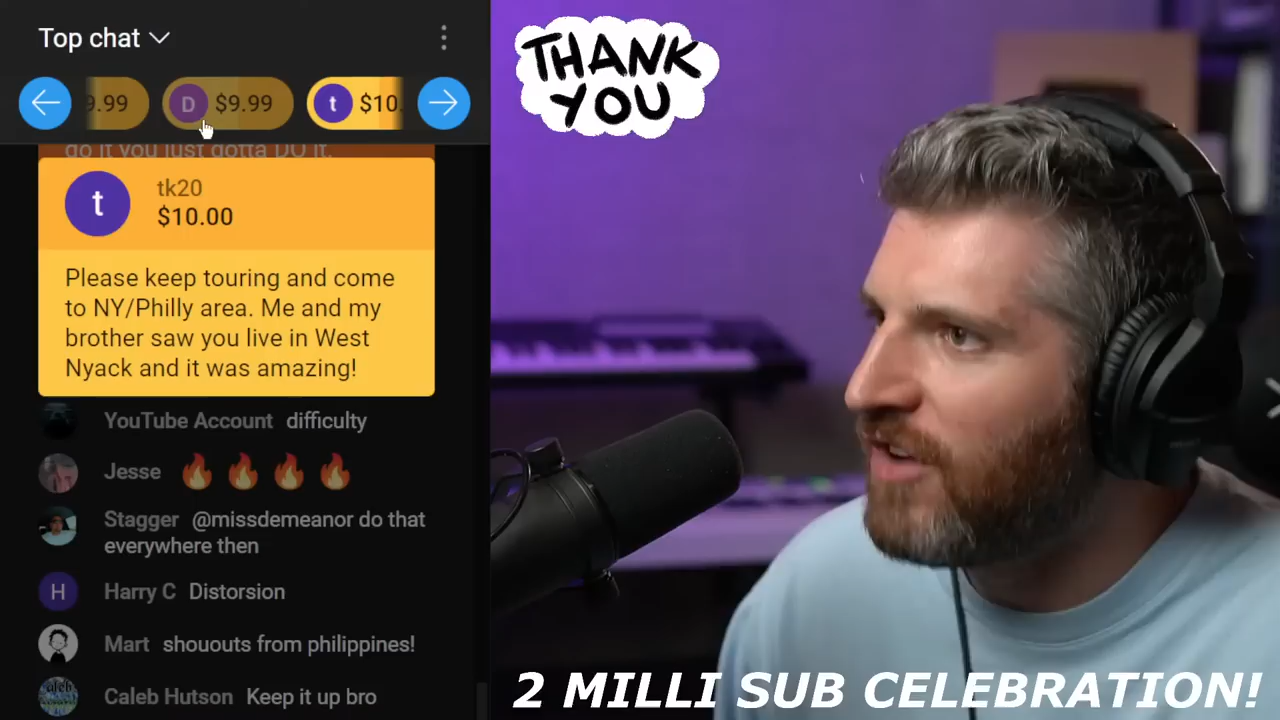 Top chat
9.99
D $9.99
t $10.
do it you just gotta DO it.
t
tk20
$10.00
Please keep touring and come
to NY/Philly area. Me and my
brother saw you live in West
Nyack and it was amazing!
YouTube Account difficulty
Jesse 🔥 🔥 🔥 🔥
Stagger @missdemeanor do that
everywhere then
H Harry C Distorsion
Mart shououts from philippines!
Caleb Hutson Keep it up bro
THANK
YOU
2 MILLI SUB CELEBRATION!